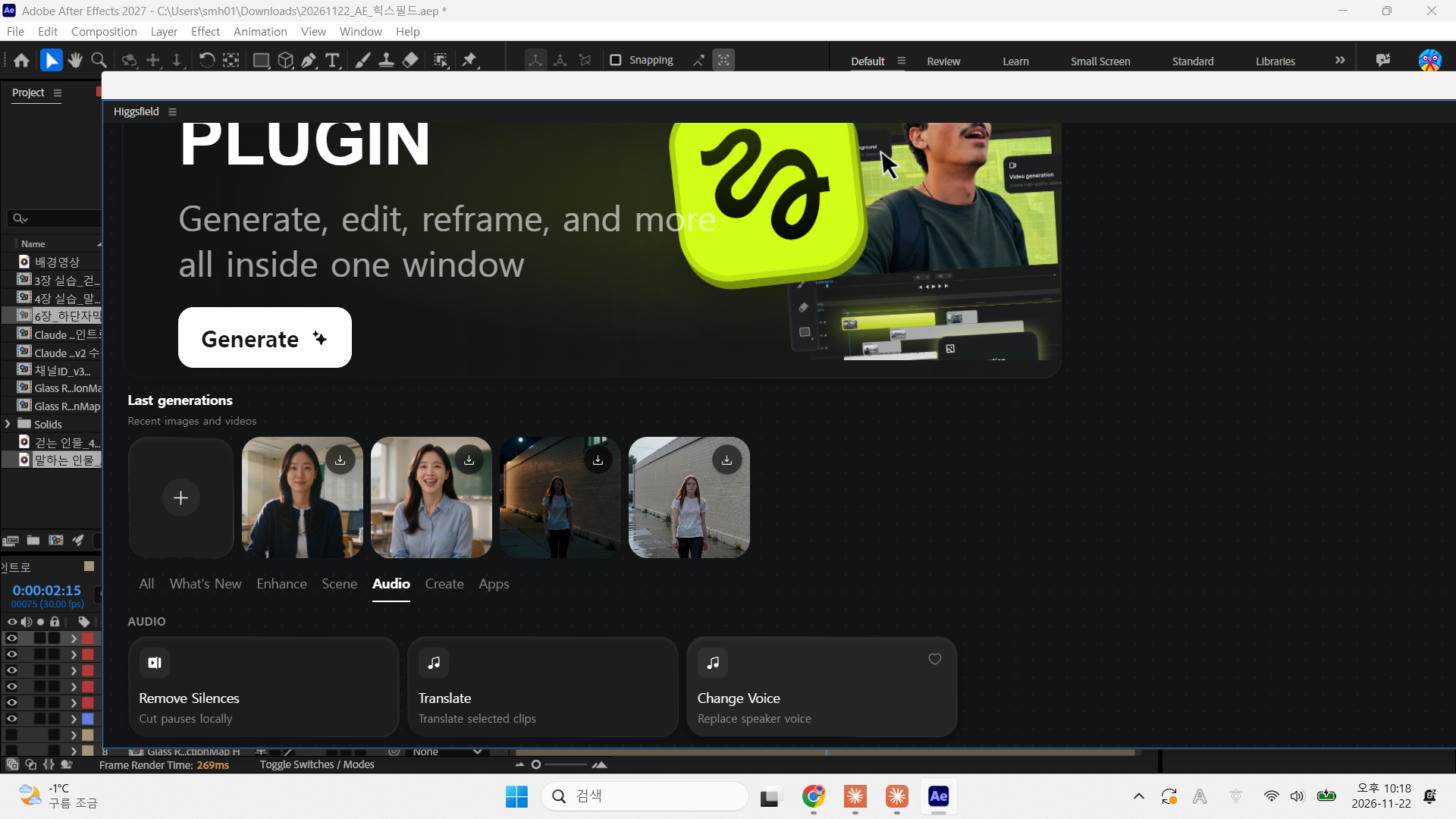 Ae Adobe After Effects 2027 - C:\Users\smh01\Downloads\20261122_AE_힉스필드.aep *
File Edit Composition Layer Effect Animation View Window Help
Snapping
Default Review Learn Small Screen Standard Libraries
Project
Higgsfield
PLUGIN
Video generation
Generate, edit, reframe, and more
all inside one window
Generate
Name
배경영상
3장 실습_걷...
4장 실습_말...
6장_하단자막
Claude _인트로
Claude ...v2 수
채널ID_v3...
Glass R...ionMa
Glass R...nMap
Solids
걷는 인물_4...
말하는 인물_
Last generations
Recent images and videos
All What's New Enhance Scene Audio Create Apps
AUDIO
Remove Silences
Cut pauses locally
Translate
Translate selected clips
Change Voice
Replace speaker voice
인트로
0:00:02:15
00075 (30.00 fps)
8 Glass R...ctionMap H None
Frame Render Time: 269ms Toggle Switches / Modes
-1°C
구름 조금
검색
Ae
A
오후 10:18
2026-11-22